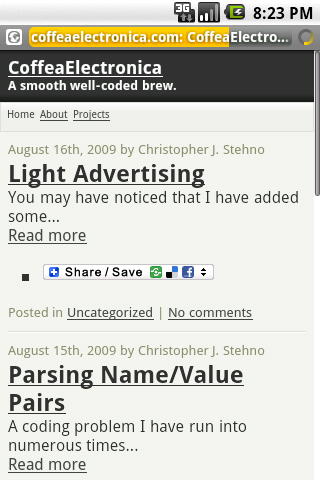 3G 8:23 PM
coffeaelectronica.com: CoffeaElectro...
CoffeaElectronica
A smooth well-coded brew.
Home About Projects
August 16th, 2009 by Christopher J. Stehno
Light Advertising
You may have noticed that I have added
some...
Read more
Share / Save
Posted in Uncategorized | No comments
August 15th, 2009 by Christopher J. Stehno
Parsing Name/Value
Pairs
A coding problem I have run into
numerous times...
Read more